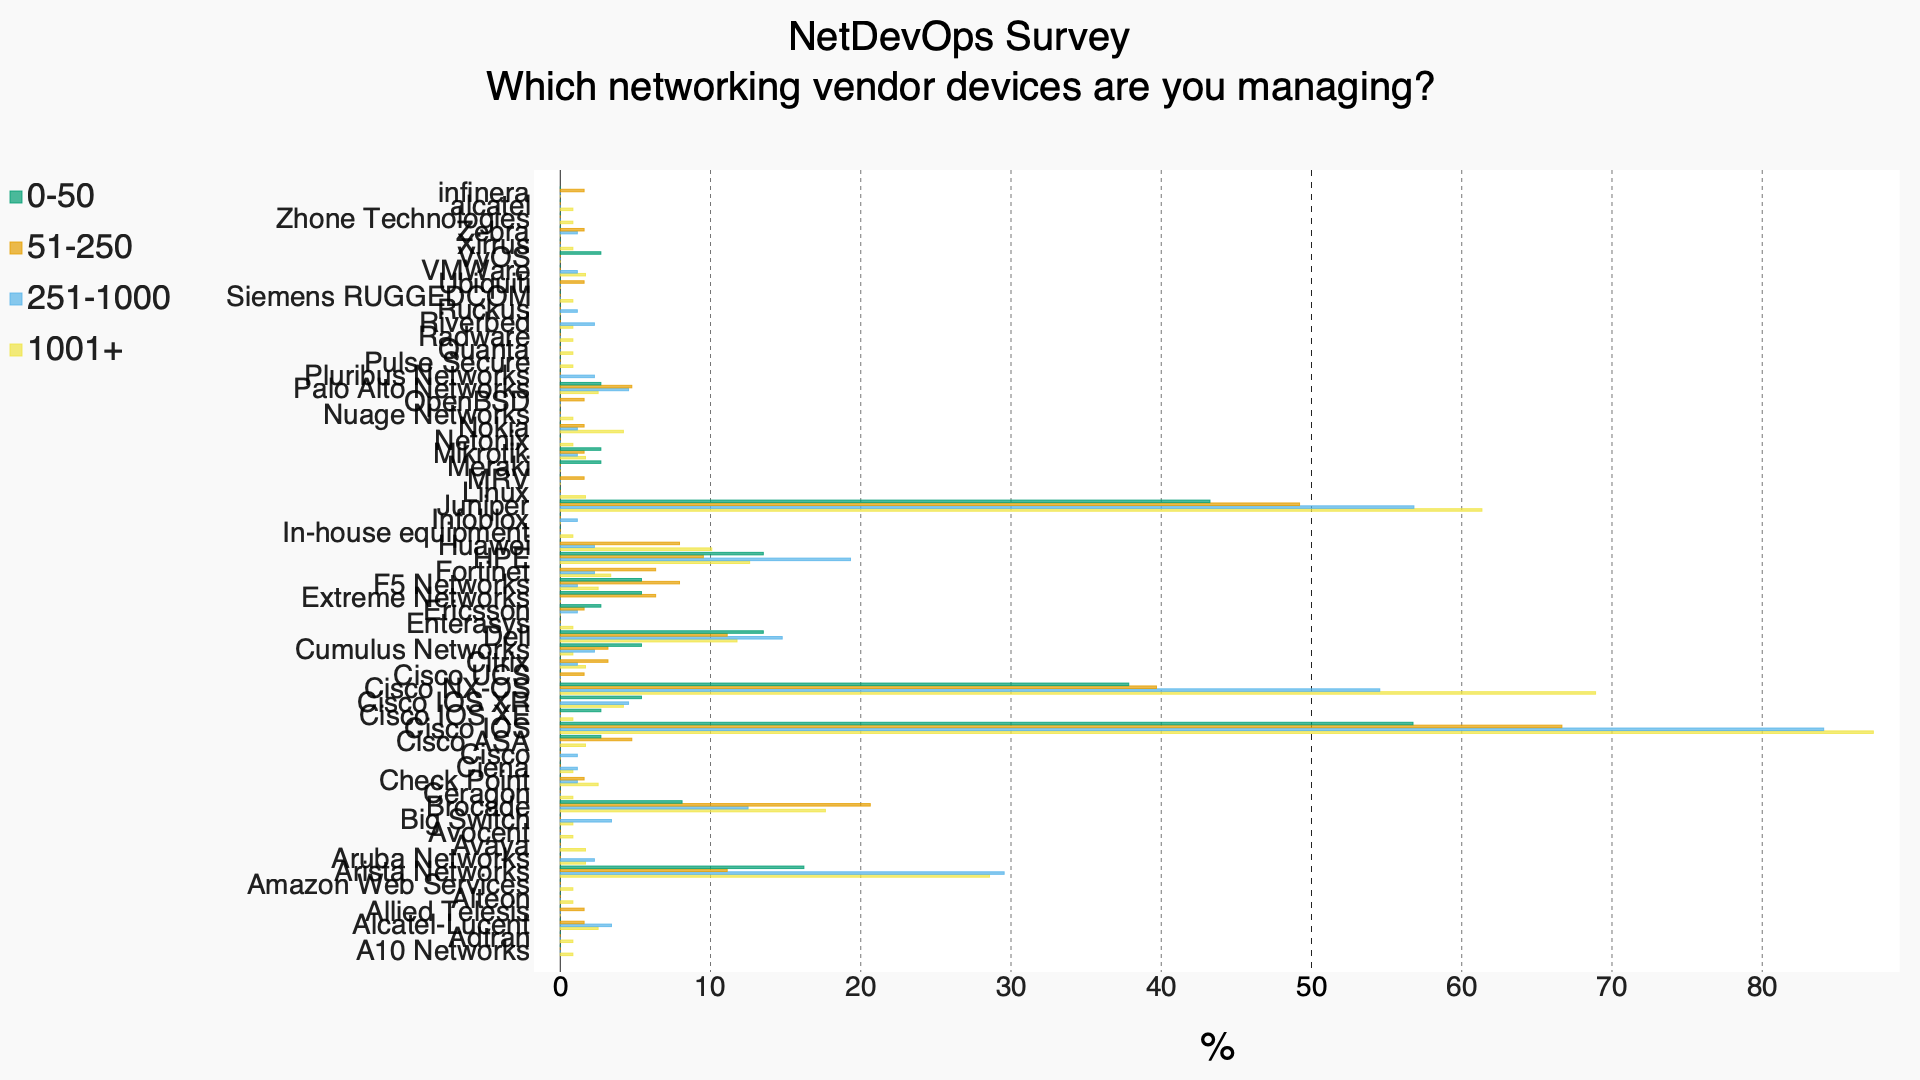 NetDevOps Survey
Which networking vendor devices are you managing?
0-50
51-250
251-1000
1001+
infinera
alcatel
Zhone Technologies
Zebra
Xirrus
VyOS
VMWare
Ubiquiti
Siemens RUGGEDCOM
Ruckus
Riverbed
Radware
Quanta
Pulse Secure
Pluribus Networks
Palo Alto Networks
OpenBSD
Nuage Networks
Nokia
Netonix
Mikrotik
Meraki
MRV
Linux
Juniper
Infoblox
In-house equipment
Huawei
HPE
Fortinet
F5 Networks
Extreme Networks
Ericsson
Enterasys
Dell
Cumulus Networks
Citrix
Cisco UCS
Cisco NX-OS
Cisco IOS XR
Cisco IOS XE
Cisco IOS
Cisco ASA
Cisco
Ciena
Check Point
Ceragon
Brocade
Big Switch
Avocent
Avaya
Aruba Networks
Arista Networks
Amazon Web Services
Alteon
Allied Telesis
Alcatel-Lucent
Adtran
A10 Networks
0 10 20 30 40 50 60 70 80
%